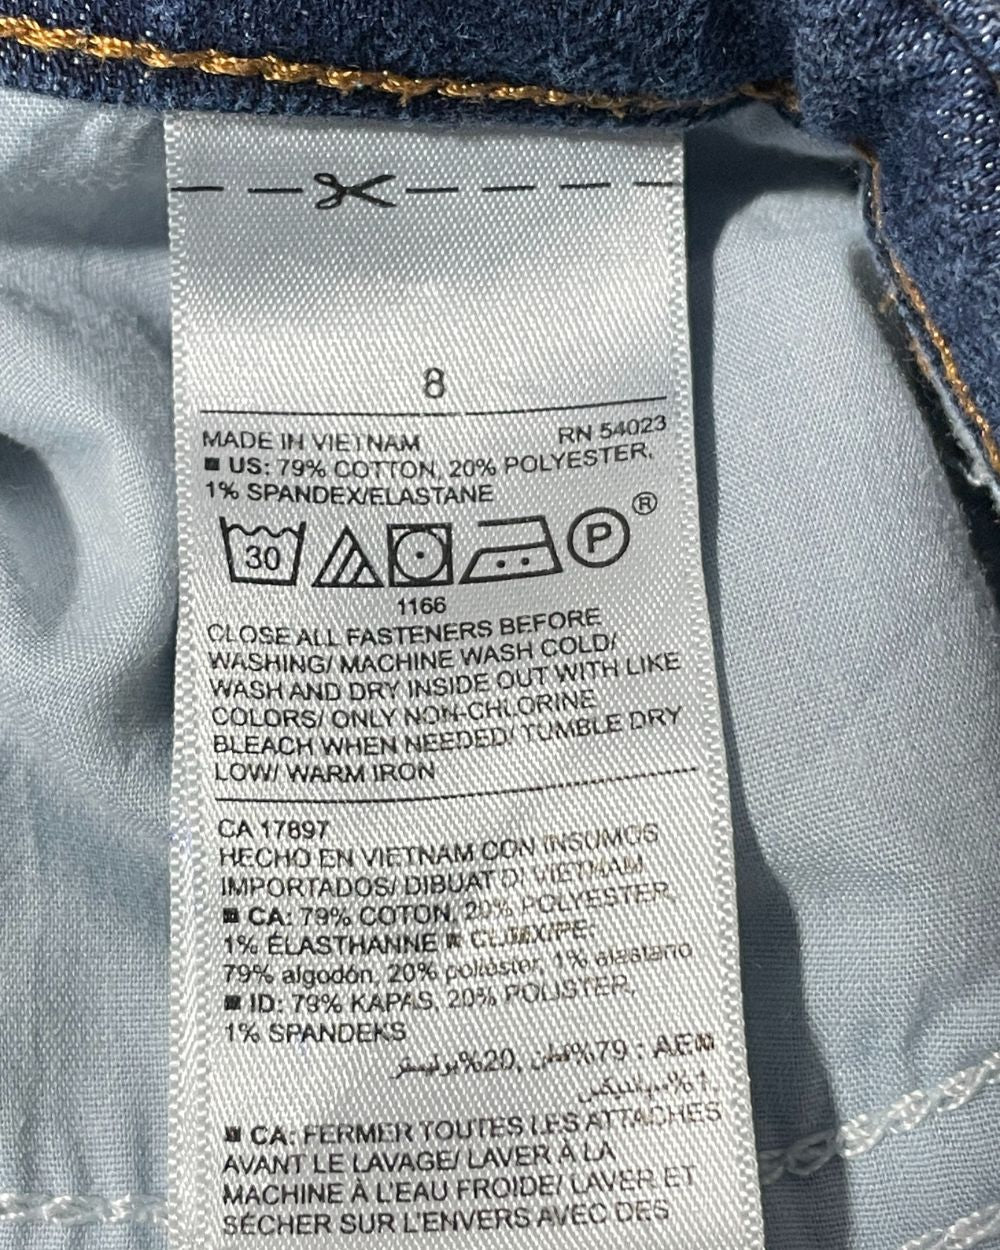 8
MADE IN VIETNAM RN 54023
■ US: 79% COTTON, 20% POLYESTER,
1% SPANDEX/ELASTANE
30 P ®
1166
CLOSE ALL FASTENERS BEFORE
WASHING/ MACHINE WASH COLD/
WASH AND DRY INSIDE OUT WITH LIKE
COLORS/ ONLY NON-CHLORINE
BLEACH WHEN NEEDED/ TUMBLE DRY
LOW/ WARM IRON
CA 17897
HECHO EN VIETNAM CON INSUMOS
IMPORTADOS/ DIBUAT DI VIETNAM
■ CA: 79% COTON, 20% POLYESTER,
1% ÉLASTHANNE ■
79% algodón, 20% poliéster, 1% elastano
■ ID: 79% KAPAS, 20% POLISTER,
1% SPANDEKS
■ AE: 79% قطن, 20% بوليستر
1%
■ CA: FERMER TOUTES LES ATTACHES
AVANT LE LAVAGE/ LAVER À LA
MACHINE À L'EAU FROIDE/ LAVER ET
SÉCHER SUR L'ENVERS AVEC DES